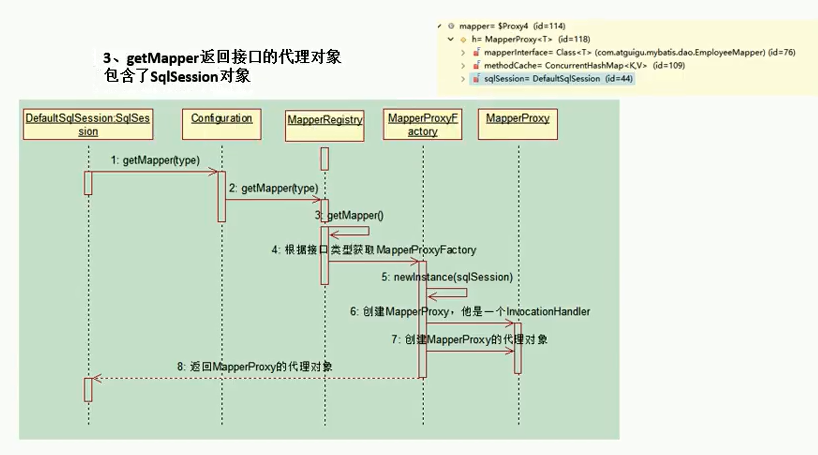 mapper= $Proxy4 (id=114)
h= MapperProxy<T> (id=118)
mapperInterface= Class<T> (com.atguigu.mybatis.dao.EmployeeMapper) (id=76)
methodCache= ConcurrentHashMap<K,V> (id=109)
sqlSession= DefaultSqlSession (id=44)
3、getMapper返回接口的代理对象
包含了SqlSession对象
DefaultSqlSession:SqlSes
sion
Configuration
MapperRegistry
MapperProxyF
actory
MapperProxy
1: getMapper(type)
2: getMapper(type)
3: getMapper()
4: 根据接口类型获取MapperProxyFactory
5: newInstance(sqlSession)
6: 创建MapperProxy，他是一个InvocationHandler
7: 创建MapperProxy的代理对象
8: 返回MapperProxy的代理对象